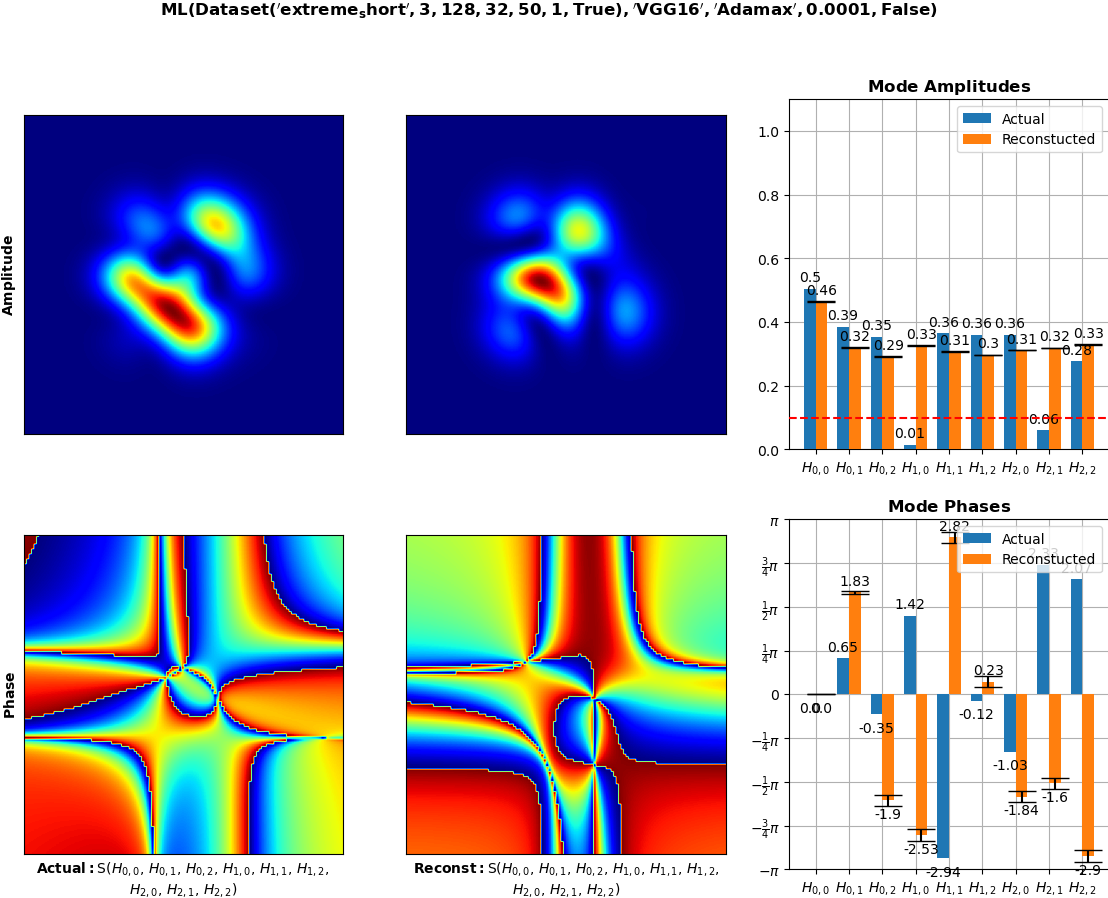 ML(Dataset('extreme_short', 3, 128, 32, 50, 1, True), 'VGG16', 'Adamax', 0.0001, False)
Amplitude
Mode Amplitudes
Actual
Reconstucted
1.0
0.8
0.6
0.4
0.2
0.0
0.5
0.46
0.39
0.32
0.35
0.29
0.01
0.33
0.36
0.31
0.36
0.3
0.36
0.31
0.06
0.32
0.28
0.33
H0,0 H0,1 H0,2 H1,0 H1,1 H1,2 H2,0 H2,1 H2,2
Phase
Mode Phases
Actual
Reconstucted
π
3/4π
1/2π
1/4π
0
−1/4π
−1/2π
−3/4π
−π
0.0
0.0
0.65
1.83
-0.35
-1.9
1.42
-2.53
-2.94
2.82
-0.12
0.23
-1.03
-1.84
2.33
-1.6
2.07
-2.9
H0,0 H0,1 H0,2 H1,0 H1,1 H1,2 H2,0 H2,1 H2,2
Actual: S(H0,0, H0,1, H0,2, H1,0, H1,1, H1,2,
H2,0, H2,1, H2,2)
Reconst: S(H0,0, H0,1, H0,2, H1,0, H1,1, H1,2,
H2,0, H2,1, H2,2)